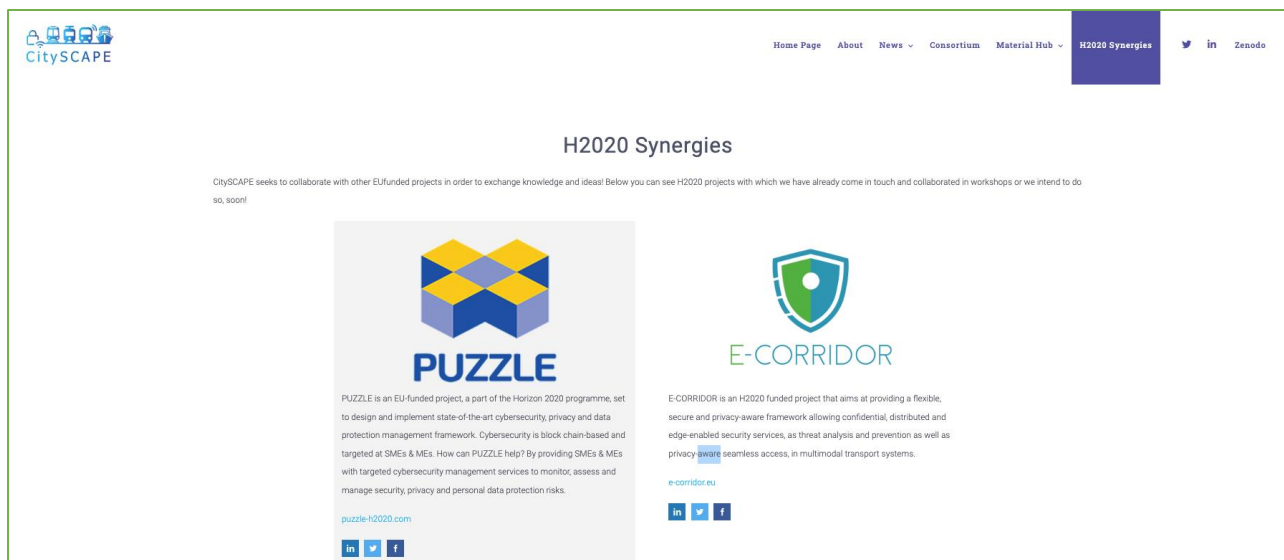 CitySCAPE
Home Page About News Consortium Material Hub H2020 Synergies in Zenodo
H2020 Synergies
CitySCAPE seeks to collaborate with other EUfunded projects in order to exchange knowledge and ideas! Below you can see H2020 projects with which we have already come in touch and collaborated in workshops or we intend to do
so, soon!
PUZZLE
PUZZLE is an EU-funded project, a part of the Horizon 2020 programme, set
to design and implement state-of-the-art cybersecurity, privacy and data
protection management framework. Cybersecurity is block chain-based and
targeted at SMEs & MEs. How can PUZZLE help? By providing SMEs & MEs
with targeted cybersecurity management services to monitor, assess and
manage security, privacy and personal data protection risks.
puzzle-h2020.com
in f
E-CORRIDOR
E-CORRIDOR is an H2020 funded project that aims at providing a flexible,
secure and privacy-aware framework allowing confidential, distributed and
edge-enabled security services, as threat analysis and prevention as well as
privacy-aware seamless access, in multimodal transport systems.
e-corridor.eu
in f